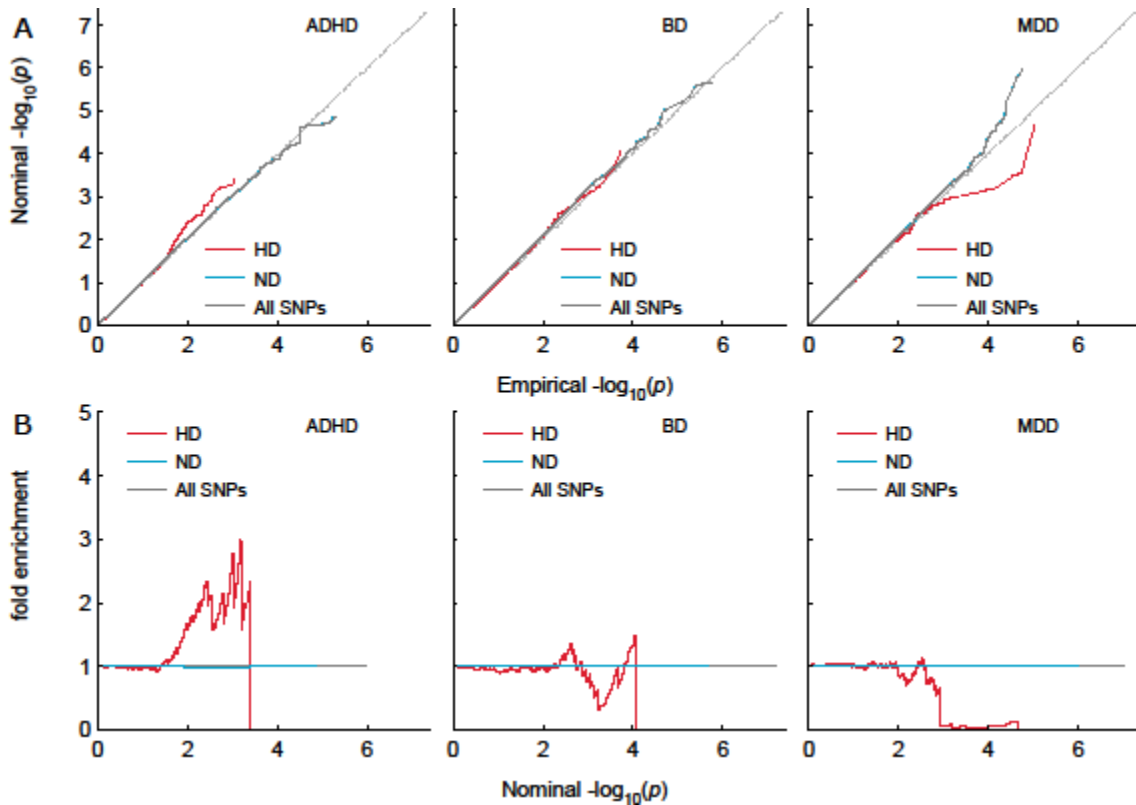 A
ADHD
BD
MDD
Nominal -log10(p)
7
6
5
4
3
2
1
0
HD
ND
All SNPs
HD
ND
All SNPs
HD
ND
All SNPs
0 2 4 6
0 2 4 6
0 2 4 6
Empirical -log10(p)
B
ADHD
BD
MDD
fold enrichment
5
4
3
2
1
0
HD
ND
All SNPs
HD
ND
All SNPs
HD
ND
All SNPs
0 2 4 6
0 2 4 6
0 2 4 6
Nominal -log10(p)